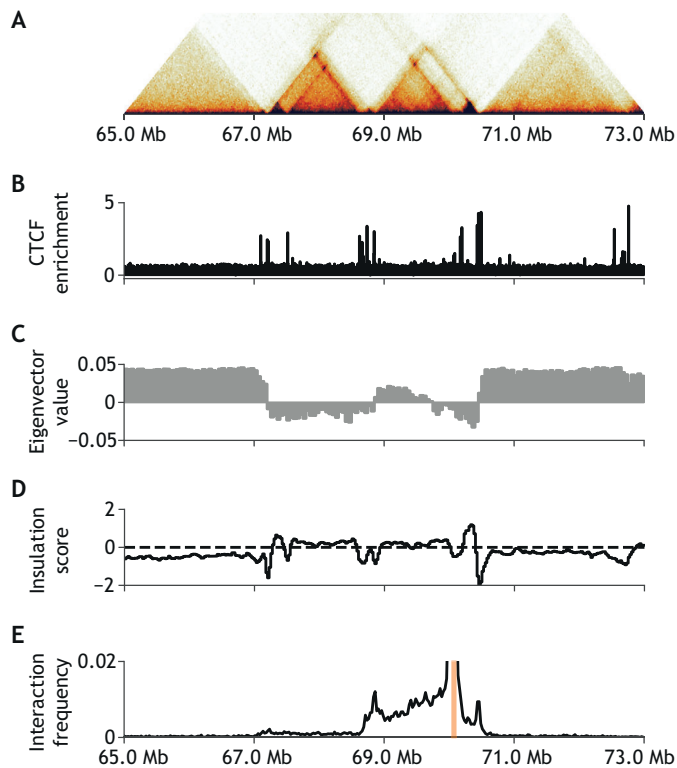 A
65.0 Mb 67.0 Mb 69.0 Mb 71.0 Mb 73.0 Mb
B
CTCF
enrichment
5
0
C
Eigenvector
value
0.05
0
−0.05
D
Insulation
score
2
0
−2
E
Interaction
frequency
0.02
0
65.0 Mb 67.0 Mb 69.0 Mb 71.0 Mb 73.0 Mb